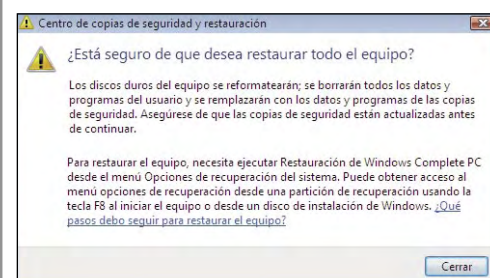 Centro de copias de seguridad y restauración
¿Está seguro de que desea restaurar todo el equipo?
Los discos duros del equipo se reformatearán; se borrarán todos los datos y
programas del usuario y se remplazarán con los datos y programas de las copias
de seguridad. Asegúrese de que las copias de seguridad están actualizadas antes
de continuar.
Para restaurar el equipo, necesita ejecutar Restauración de Windows Complete PC
desde el menú Opciones de recuperación del sistema. Puede obtener acceso al
menú opciones de recuperación desde una partición de recuperación usando la
tecla F8 al iniciar el equipo o desde un disco de instalación de Windows. ¿Qué
pasos debo seguir para restaurar el equipo?
Cerrar